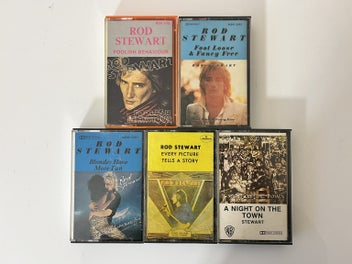 ROD
STEWART
FOOLISH BEHAVIOUR
ROD
STEWART
Foot Loose
& Fancy Free
ROD
STEWART
Blondes Have
More Fun
ROD STEWART
EVERY PICTURE
TELLS A STORY
A NIGHT ON THE
TOWN
STEWART